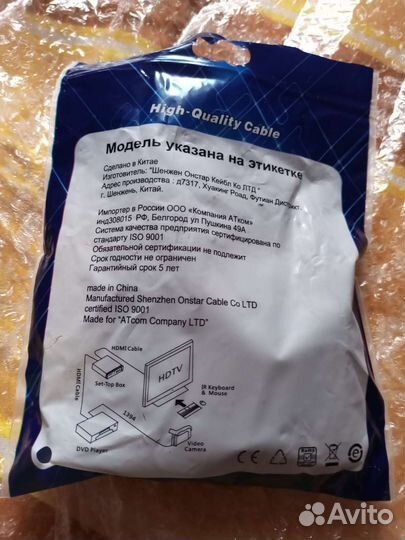 High-Quality Cable
Модель указана на этикетке
Сделано в Китае
Изготовитель: "Шенжен Онстар Кейбл Ко ЛТД"
Адрес производства : д7317, Хуакинг Роад, Футиан Дистрикт,
г. Шенжень, Китай.
Импортер в России ООО «Компания АТком»
инд308015 РФ, Белгород ул Пушкина 49А
Система качества предприятия сертифицирована по
стандарту ISO 9001
Обязательной сертификации не подлежит
Срок годности не ограничен
Гарантийный срок 5 лет
made in China
Manufactured Shenzhen Onstar Cable Co LTD
certified ISO 9001
Made for "ATcom Company LTD"
HDMI Cable
HDTV
HDMI Cable
Set-Top Box
IR Keyboard
& Mouse
1394
DVD Player
Video
Camera
CE
RoHS
e
Avito